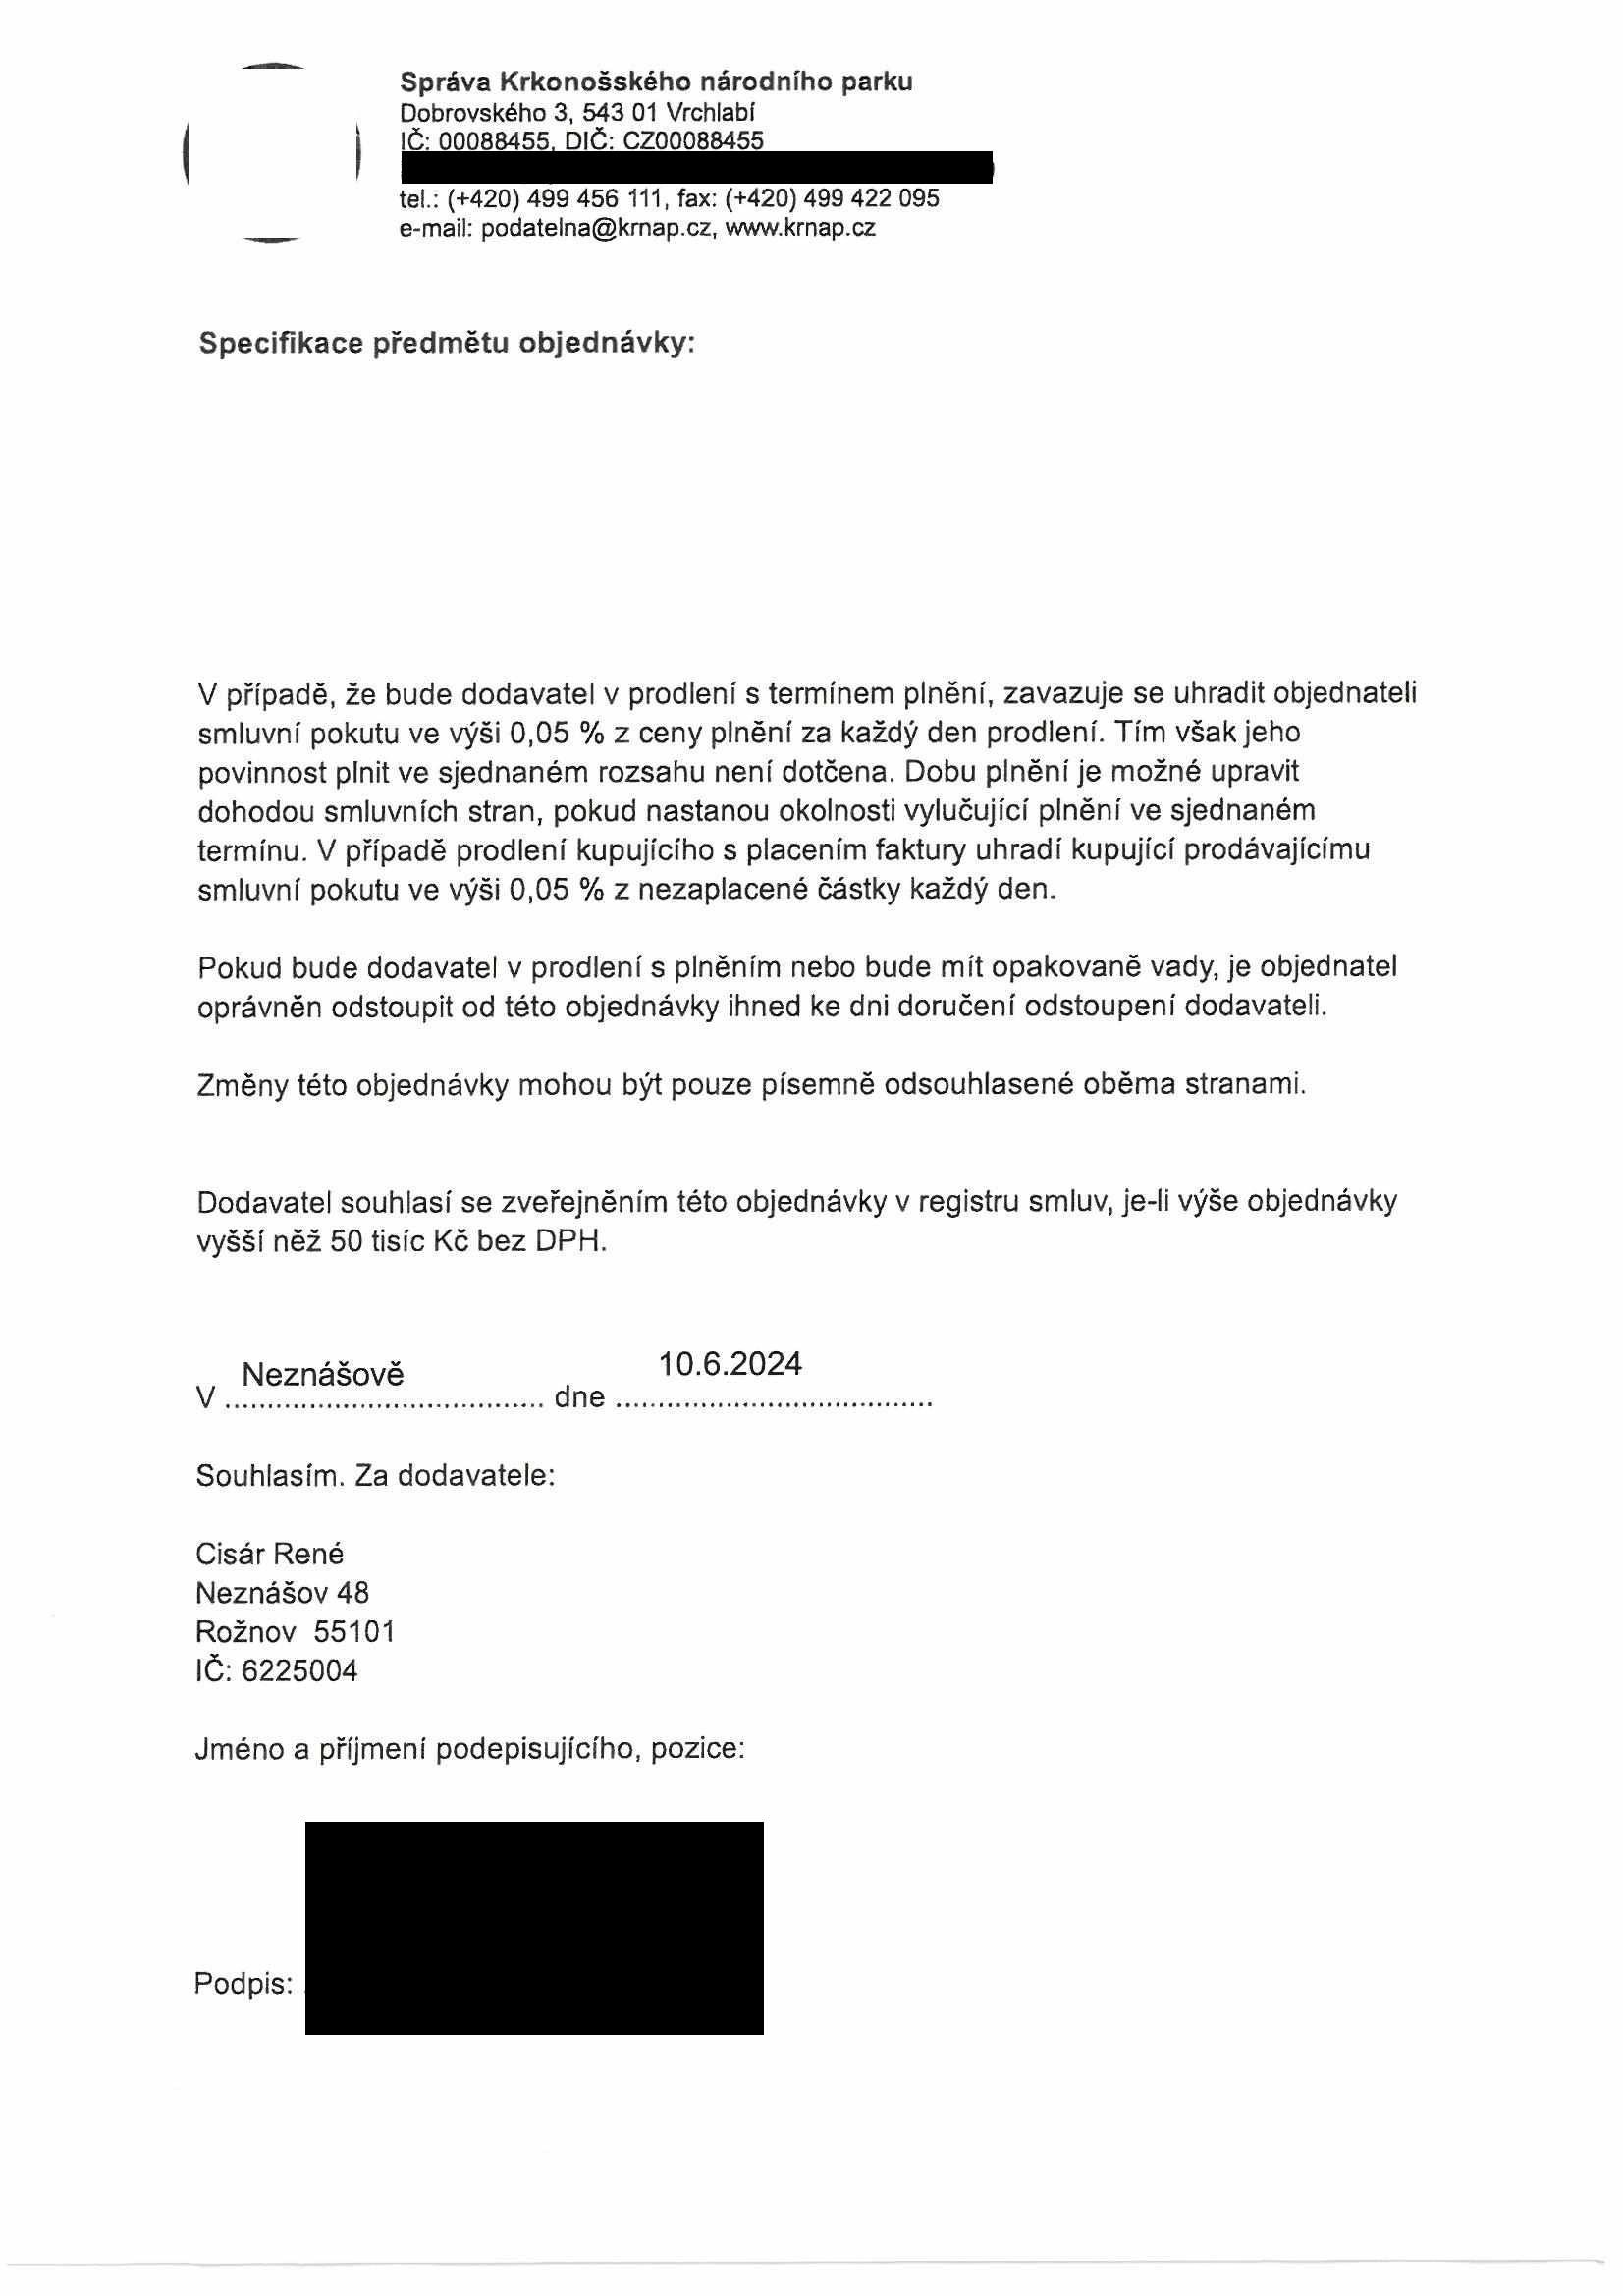 Správa Krkonošského národního parku
Dobrovského 3, 543 01 Vrchlabí
IČ: 00088455, DIČ: CZ00088455
tel.: (+420) 499 456 111, fax: (+420) 499 422 095
e-mail: podatelna@krnap.cz, www.krnap.cz
Specifikace předmětu objednávky:
V případě, že bude dodavatel v prodlení s termínem plnění, zavazuje se uhradit objednateli
smluvní pokutu ve výši 0,05 % z ceny plnění za každý den prodlení. Tím však jeho
povinnost plnit ve sjednaném rozsahu není dotčena. Dobu plnění je možné upravit
dohodou smluvních stran, pokud nastanou okolnosti vylučující plnění ve sjednaném
termínu. V případě prodlení kupujícího s placením faktury uhradí kupující prodávajícímu
smluvní pokutu ve výši 0,05 % z nezaplacené částky každý den.
Pokud bude dodavatel v prodlení s plněním nebo bude mít opakovaně vady, je objednatel
oprávněn odstoupit od této objednávky ihned ke dni doručení odstoupení dodavateli.
Změny této objednávky mohou být pouze písemně odsouhlasené oběma stranami.
Dodavatel souhlasí se zveřejněním této objednávky v registru smluv, je-li výše objednávky
vyšší něž 50 tisíc Kč bez DPH.
V Neznášově dne 10.6.2024
Souhlasím. Za dodavatele:
Cisár René
Neznášov 48
Rožnov 55101
IČ: 6225004
Jméno a příjmení podepisujícího, pozice:
Podpis: